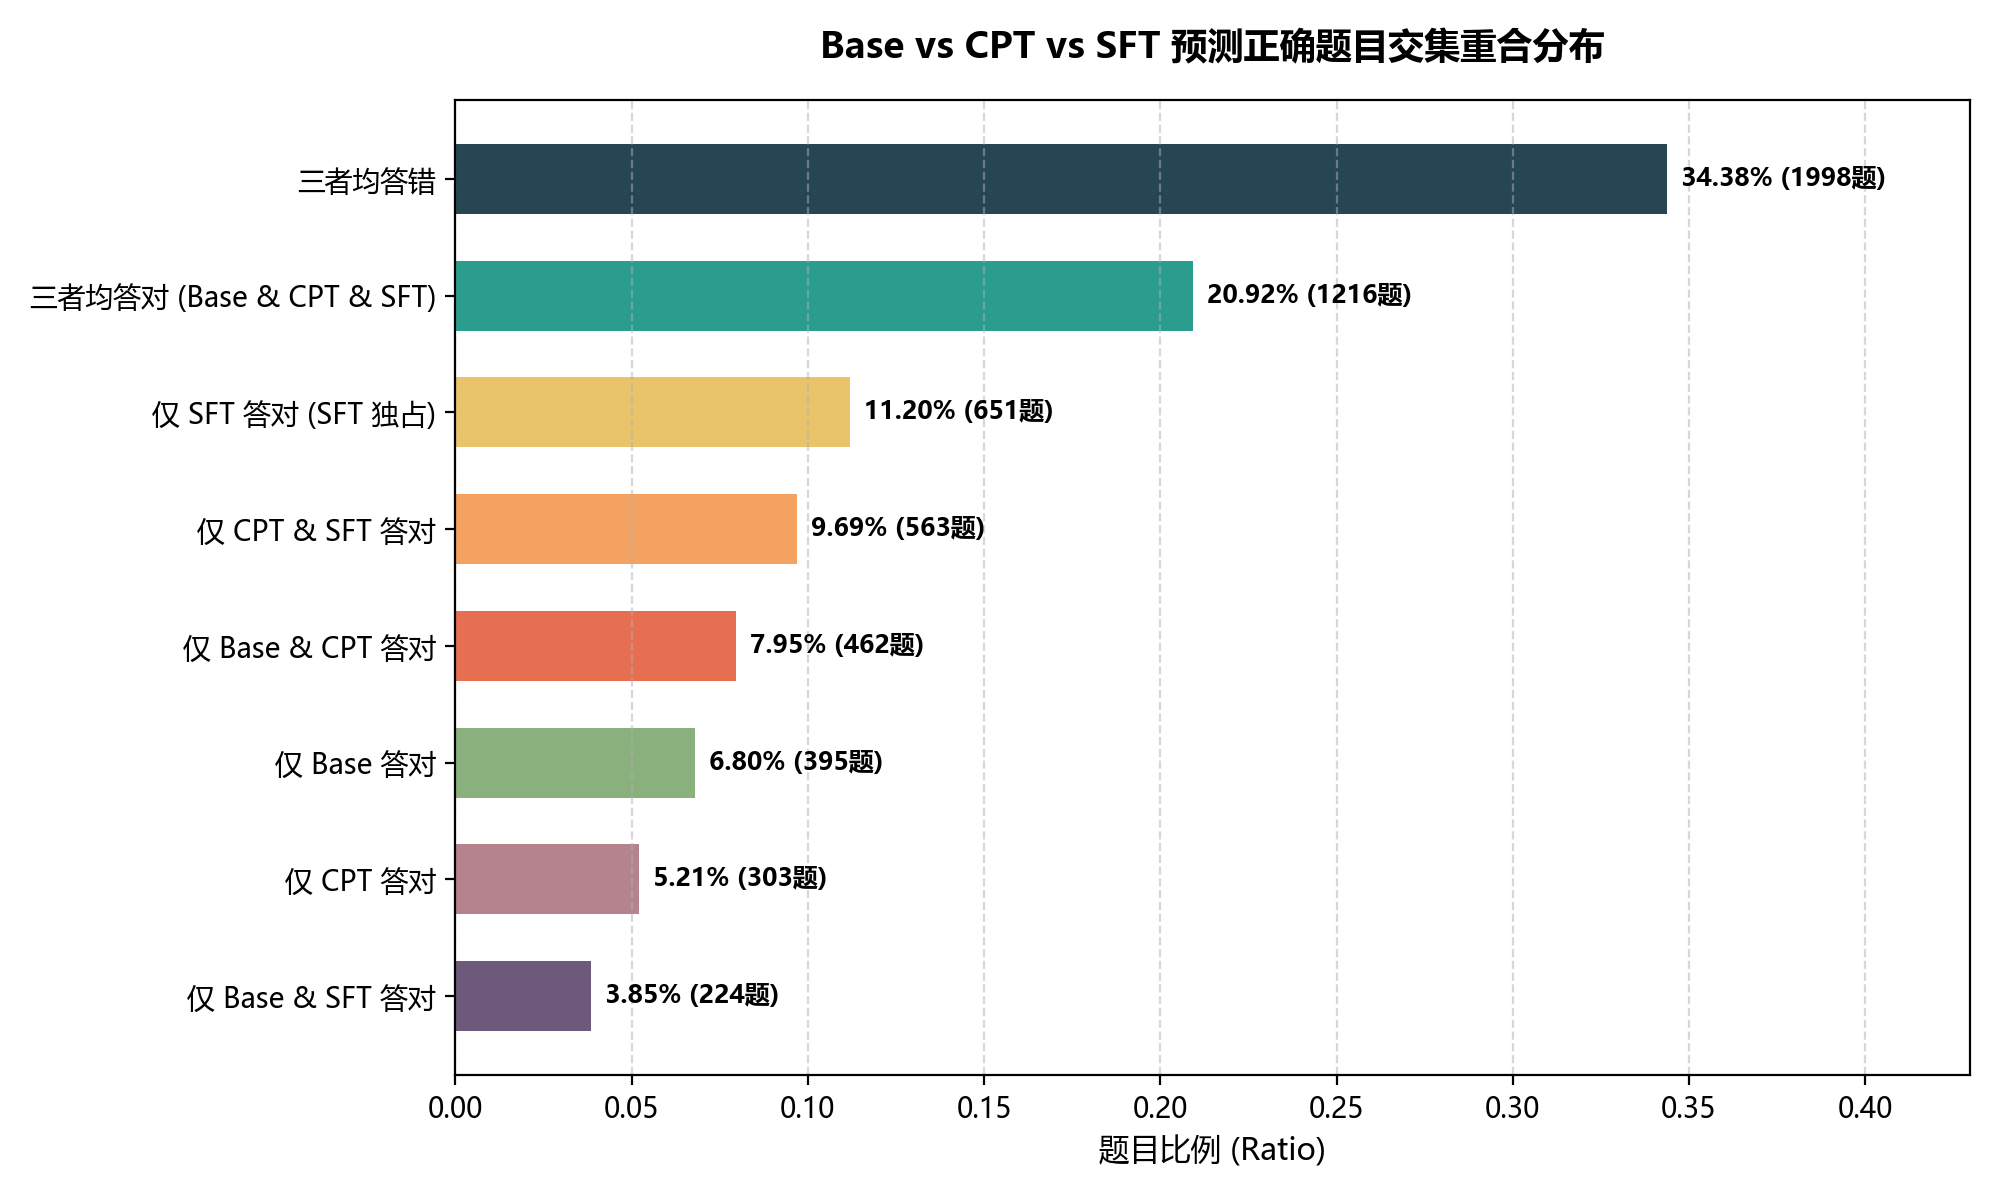 Base vs CPT vs SFT 预测正确题目交集重合分布
三者均答错
34.38% (1998题)
三者均答对 (Base & CPT & SFT)
20.92% (1216题)
仅 SFT 答对 (SFT 独占)
11.20% (651题)
仅 CPT & SFT 答对
9.69% (563题)
仅 Base & CPT 答对
7.95% (462题)
仅 Base 答对
6.80% (395题)
仅 CPT 答对
5.21% (303题)
仅 Base & SFT 答对
3.85% (224题)
0.00 0.05 0.10 0.15 0.20 0.25 0.30 0.35 0.40
题目比例 (Ratio)